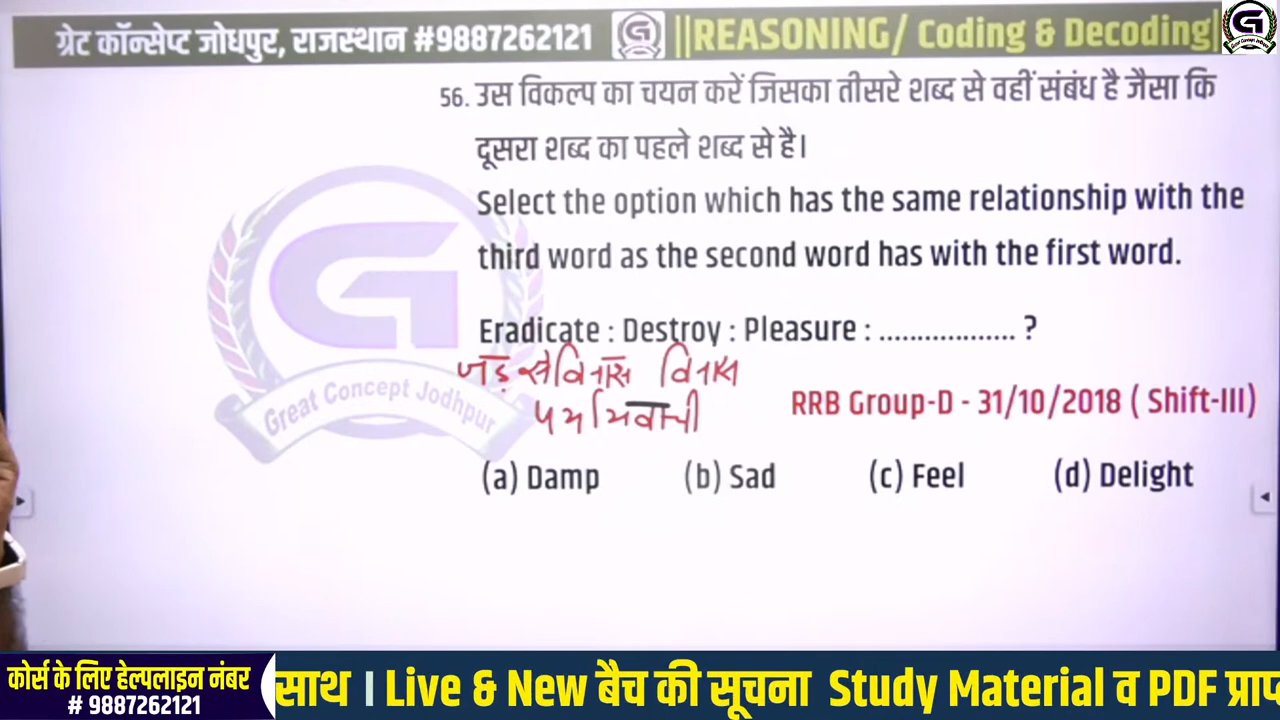 ग्रेट कॉन्सेप्ट जोधपुर, राजस्थान #9887262121 ||REASONING/ Coding & Decoding|
56. उस विकल्प का चयन करें जिसका तीसरे शब्द से वहीं संबंध है जैसा कि
दूसरा शब्द का पहले शब्द से है।
Select the option which has the same relationship with the
third word as the second word has with the first word.
Eradicate : Destroy : Pleasure : .................. ?
जड़ से विनास विनास
पर्यायवाची
RRB Group-D - 31/10/2018 ( Shift-III)
Great Concept Jodhpur
(a) Damp (b) Sad (c) Feel (d) Delight
कोर्स के लिए हेल्पलाइन नंबर
# 9887262121
साथ । Live & New बैच की सूचना Study Material व PDF प्राप